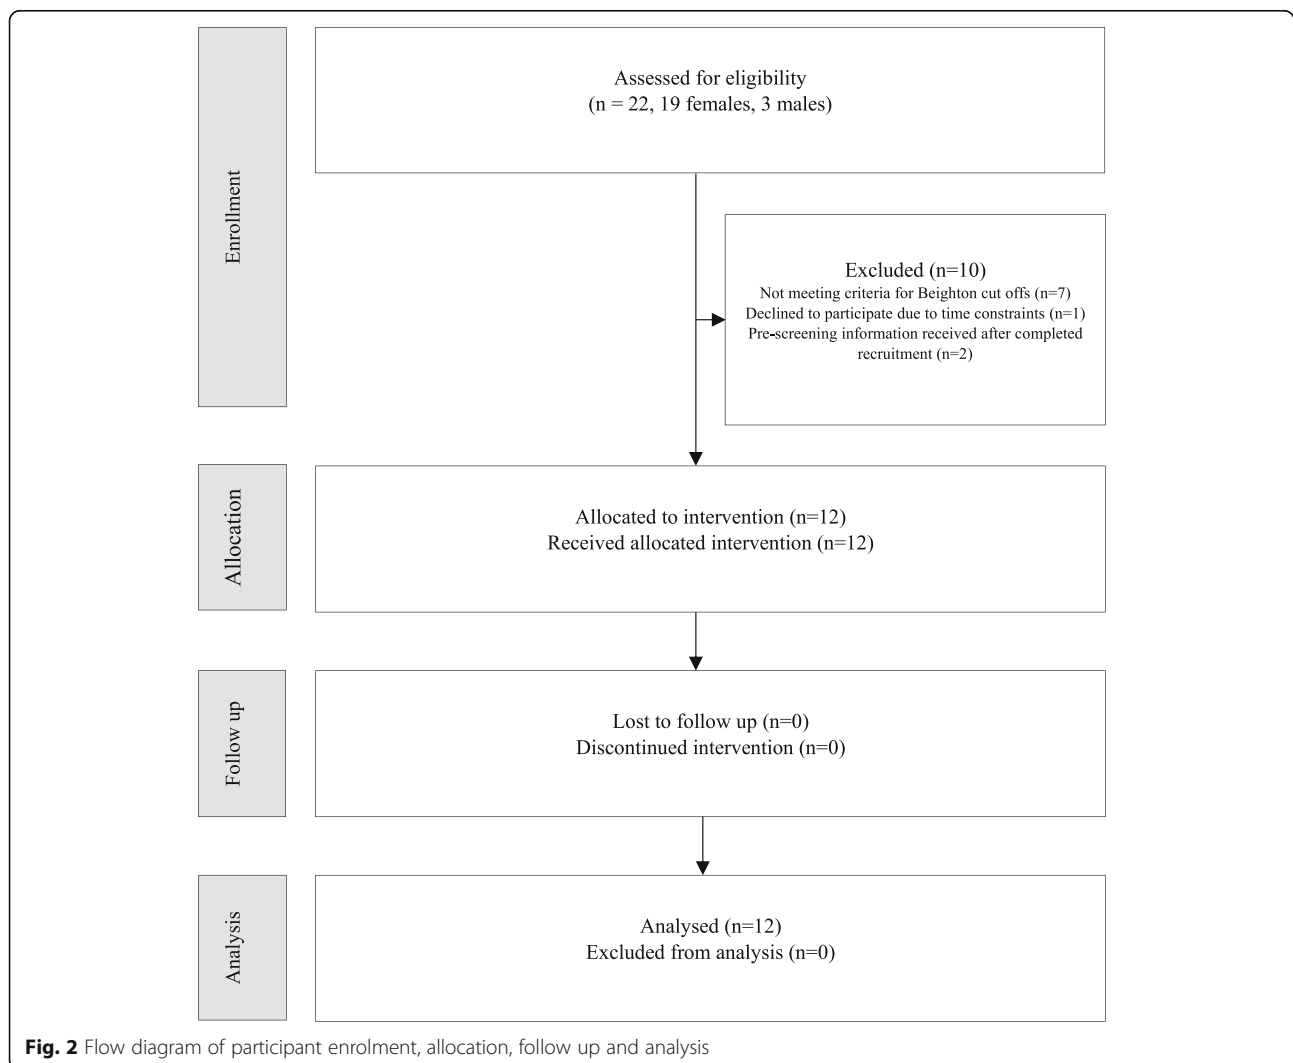 Enrollment
Assessed for eligibility
(n = 22, 19 females, 3 males)
Excluded (n=10)
Not meeting criteria for Beighton cut offs (n=7)
Declined to participate due to time constraints (n=1)
Pre-screening information received after completed
recruitment (n=2)
Allocation
Allocated to intervention (n=12)
Received allocated intervention (n=12)
Follow up
Lost to follow up (n=0)
Discontinued intervention (n=0)
Analysis
Analysed (n=12)
Excluded from analysis (n=0)
Fig. 2 Flow diagram of participant enrolment, allocation, follow up and analysis